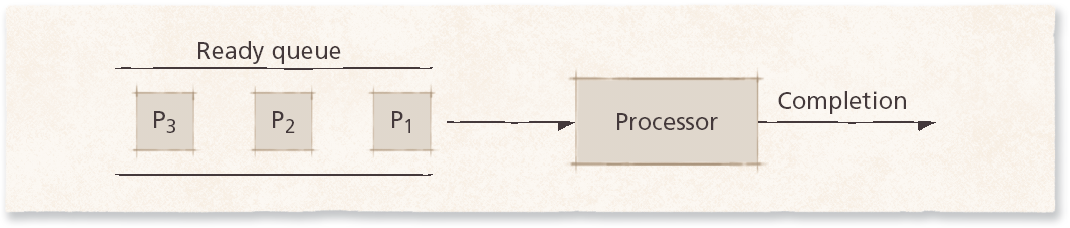 Ready queue
P3 P2 P1
Processor
Completion